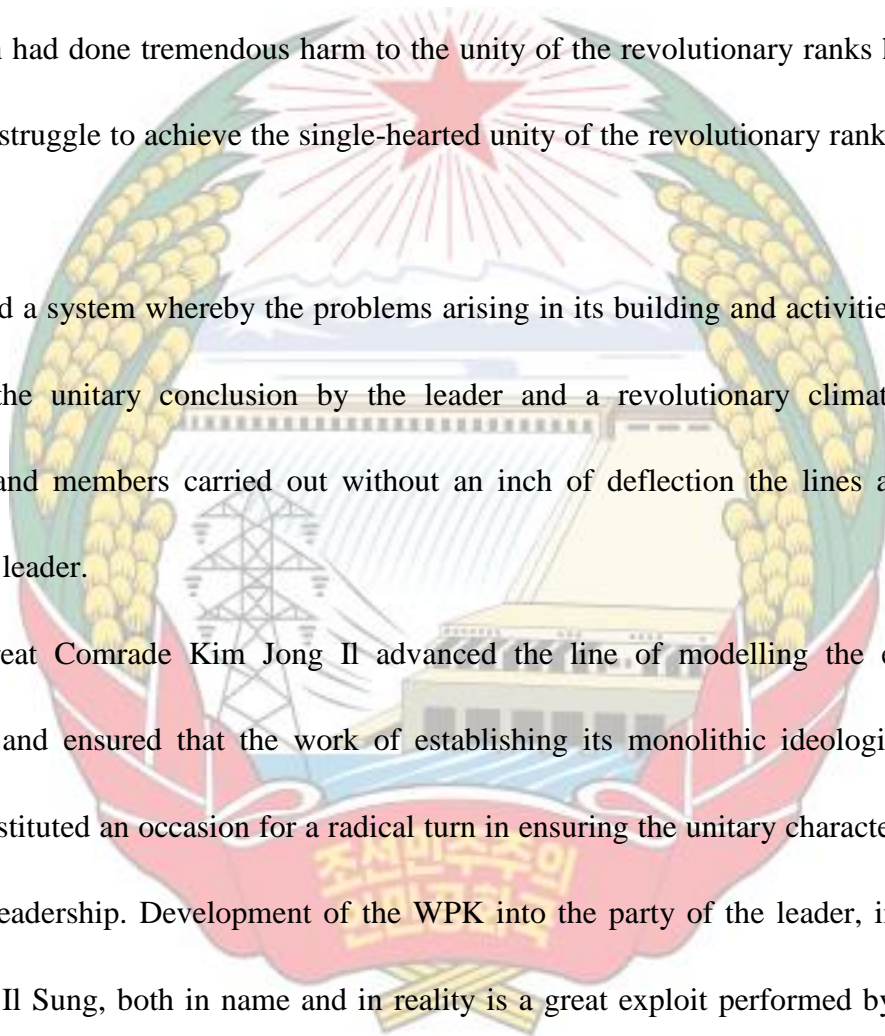 had done tremendous harm to the unity of the revolutionary ranks
struggle to achieve the single-hearted unity of the revolutionary rank
a system whereby the problems arising in its building and activitie
the unitary conclusion by the leader and a revolutionary climat
and members carried out without an inch of deflection the lines a
leader.
reat Comrade Kim Jong Il advanced the line of modelling the
and ensured that the work of establishing its monolithic ideologi
stituted an occasion for a radical turn in ensuring the unitary characte
eadership. Development of the WPK into the party of the leader, i
Il Sung, both in name and in reality is a great exploit performed by
조선민주주의
인민공화국